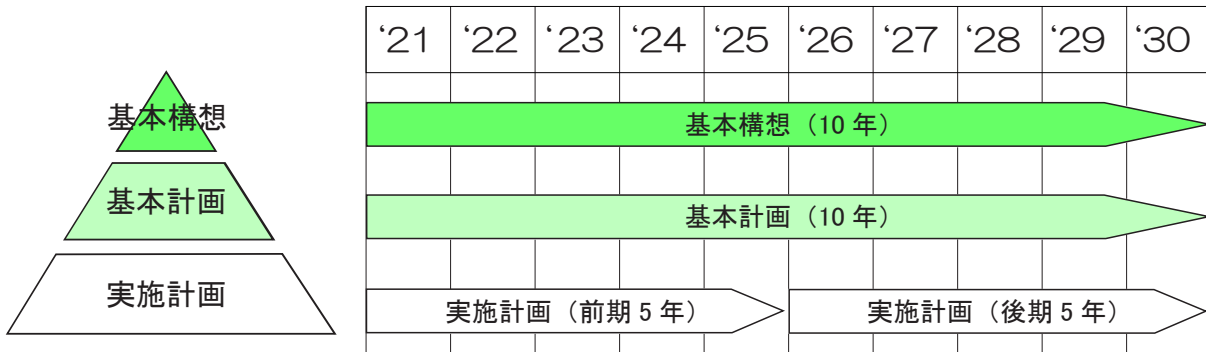 ‘21 ‘22 ‘23 ‘24 ‘25 ‘26 ‘27 ‘28 ‘29 ‘30
基本構想
基本構想（10 年）
基本計画
基本計画（10 年）
実施計画
実施計画（前期 5 年）
実施計画（後期 5 年）